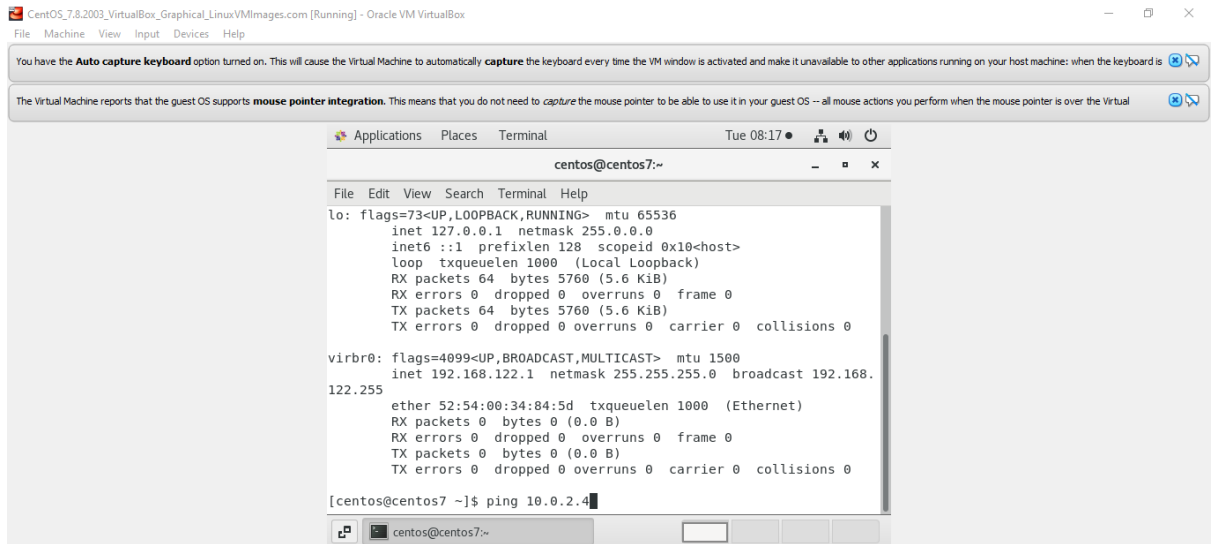 CentOS_7.8.2003_VirtualBox_Graphical_LinuxVMImages.com [Running] - Oracle VM VirtualBox
File Machine View Input Devices Help
You have the Auto capture keyboard option turned on. This will cause the Virtual Machine to automatically capture the keyboard every time the VM window is activated and make it unavailable to other applications running on your host machine: when the keyboard is
The Virtual Machine reports that the guest OS supports mouse pointer integration. This means that you do not need to capture the mouse pointer to be able to use it in your guest OS -- all mouse actions you perform when the mouse pointer is over the Virtual
Applications Places Terminal Tue 08:17
centos@centos7:~
File Edit View Search Terminal Help
lo: flags=73<UP,LOOPBACK,RUNNING>  mtu 65536
        inet 127.0.0.1  netmask 255.0.0.0
        inet6 ::1  prefixlen 128  scopeid 0x10<host>
        loop  txqueuelen 1000  (Local Loopback)
        RX packets 64  bytes 5760 (5.6 KiB)
        RX errors 0  dropped 0  overruns 0  frame 0
        TX packets 64  bytes 5760 (5.6 KiB)
        TX errors 0  dropped 0 overruns 0  carrier 0  collisions 0
virbr0: flags=4099<UP,BROADCAST,MULTICAST>  mtu 1500
        inet 192.168.122.1  netmask 255.255.255.0  broadcast 192.168.
122.255
        ether 52:54:00:34:84:5d  txqueuelen 1000  (Ethernet)
        RX packets 0  bytes 0 (0.0 B)
        RX errors 0  dropped 0  overruns 0  frame 0
        TX packets 0  bytes 0 (0.0 B)
        TX errors 0  dropped 0 overruns 0  carrier 0  collisions 0
[centos@centos7 ~]$ ping 10.0.2.4
centos@centos7:~